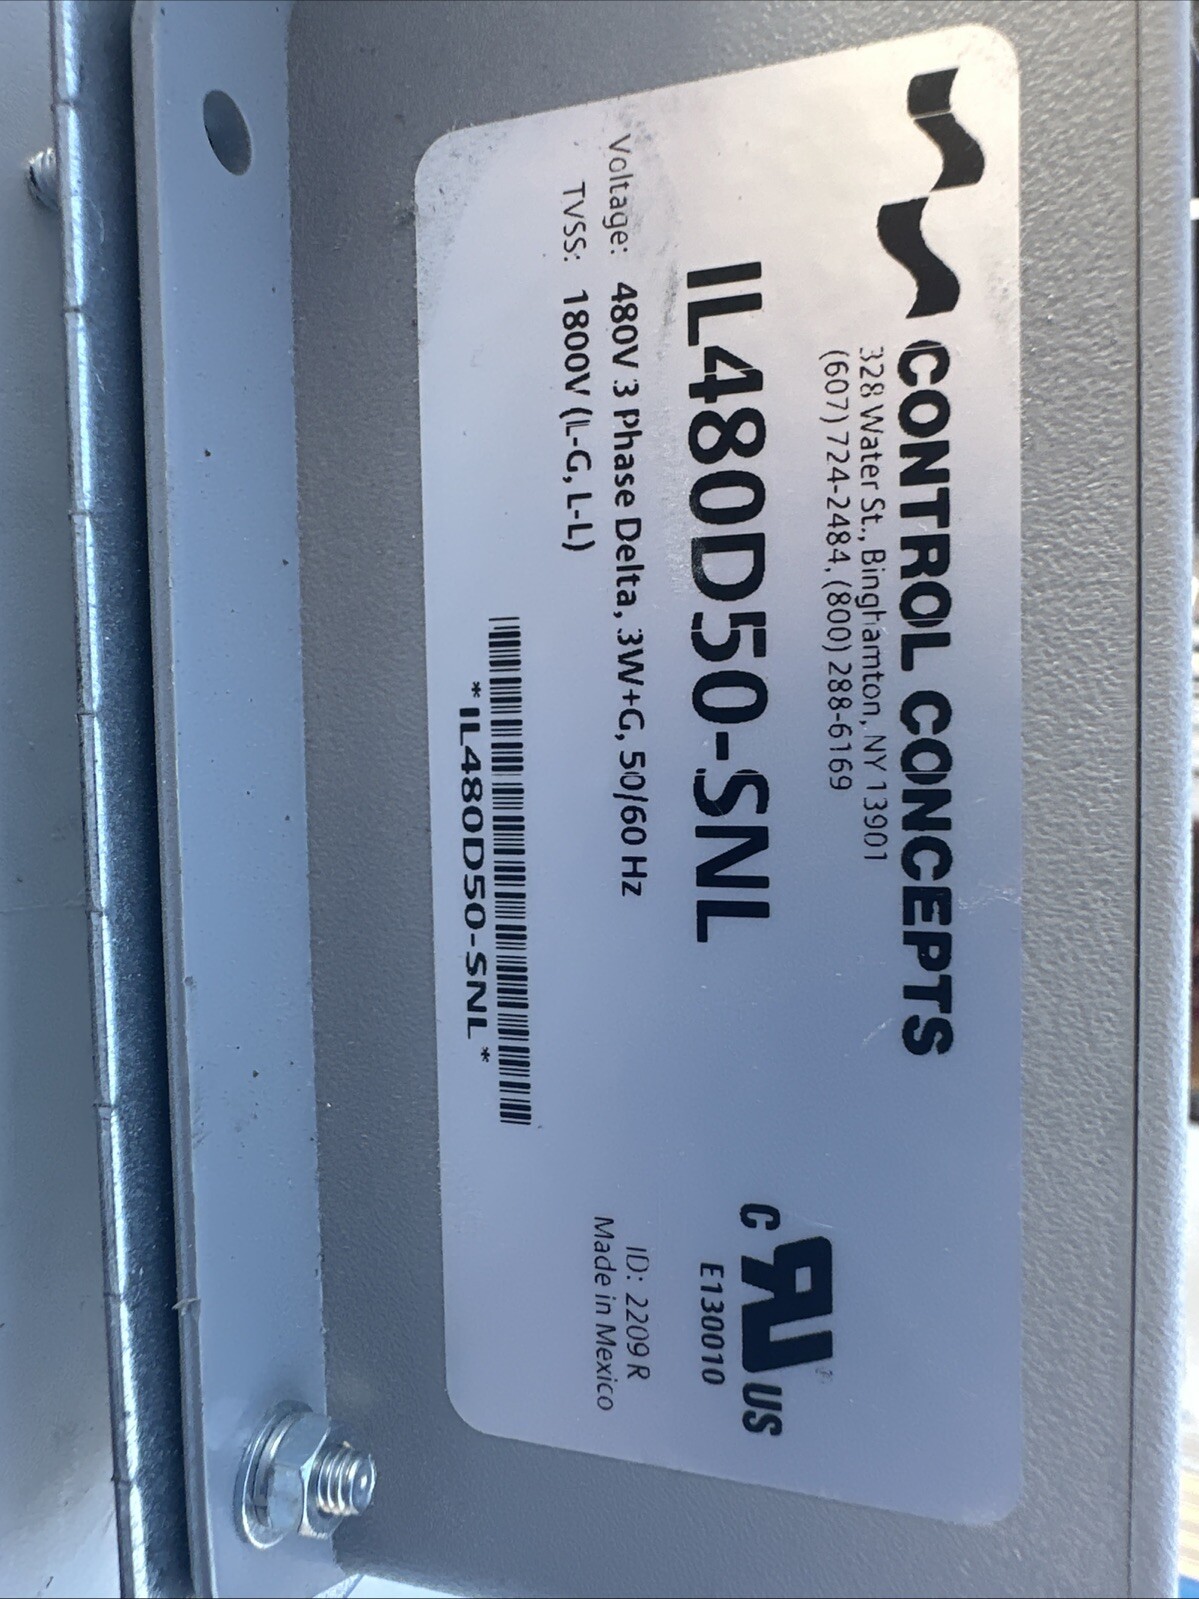 CONTROL CONCEPTS
328 Water St., Binghamton, NY 13901
(607) 724-2484, (800) 288-6169
IL480D50-SNL
Voltage: 480V 3 Phase Delta, 3W+G, 50/60 Hz
TVSS: 1800V (L-G, L-L)
*IL480D50-SNL*
C RU US
E130010
ID: 2209 R
Made in Mexico